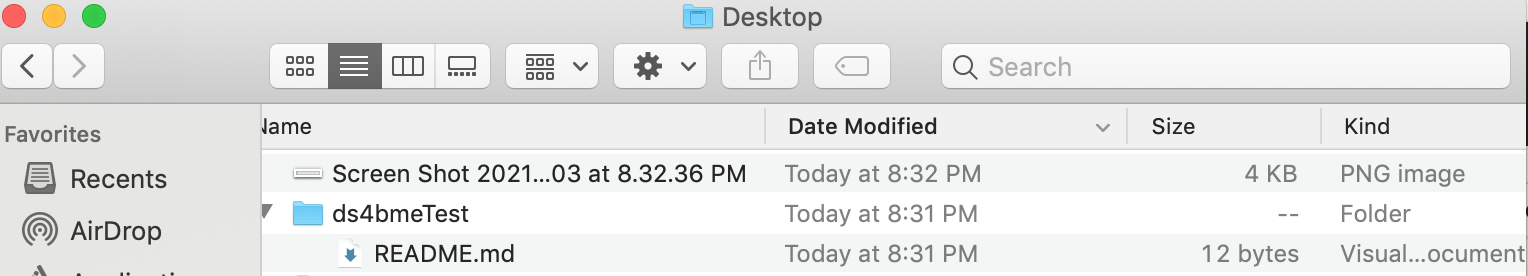 Desktop
Search
Favorites
Recents
AirDrop
Name Date Modified Size Kind
Screen Shot 2021...03 at 8.32.36 PM Today at 8:32 PM 4 KB PNG image
ds4bmeTest Today at 8:31 PM -- Folder
README.md Today at 8:31 PM 12 bytes Visual...ocument